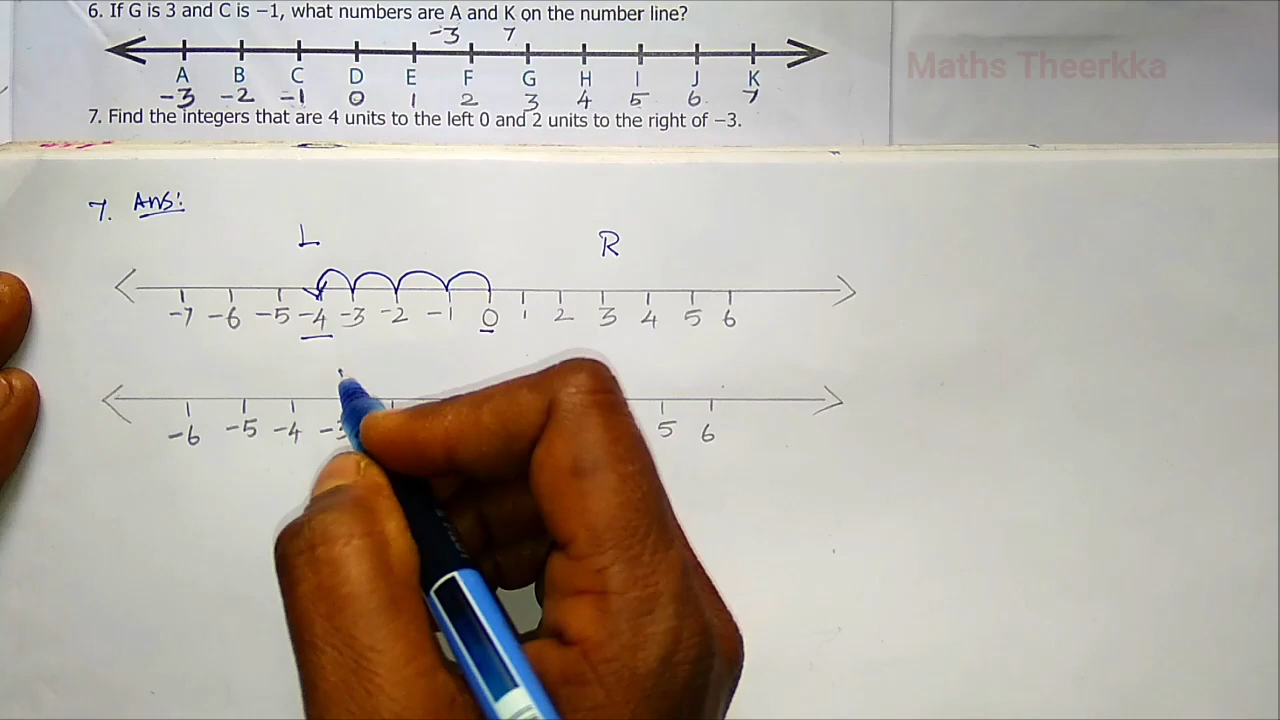 6. If G is 3 and C is −1, what numbers are A and K on the number line?
-3 7
A B C D E F G H I J K
-3 -2 -1 0 1 2 3 4 5 6 7
Maths Theerkka
7. Find the integers that are 4 units to the left 0 and 2 units to the right of −3.
7. Ans:
L R
-7 -6 -5 -4 -3 -2 -1 0 1 2 3 4 5 6
-6 -5 -4 -3 5 6